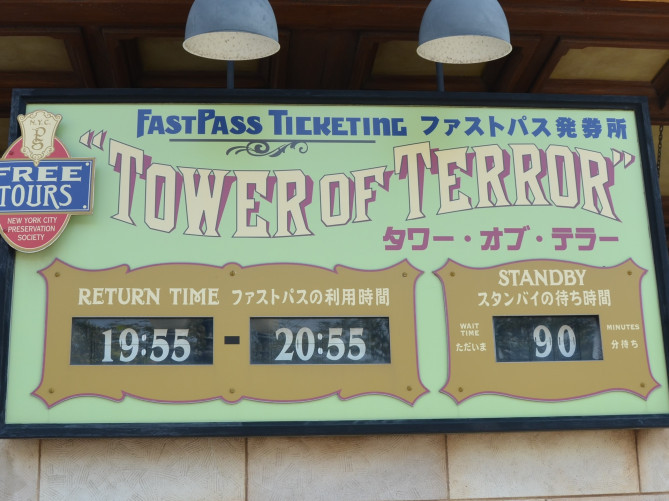 FASTPASS TICKETING ファストパス発券所
N.Y.C.
PS
FREE
TOURS
NEW YORK CITY
PRESERVATION
SOCIETY
"TOWER OF TERROR"
タワー・オブ・テラー
RETURN TIME ファストパスの利用時間
19:55 - 20:55
STANDBY
スタンバイの待ち時間
WAIT
TIME
ただいま
90
MINUTES
分待ち